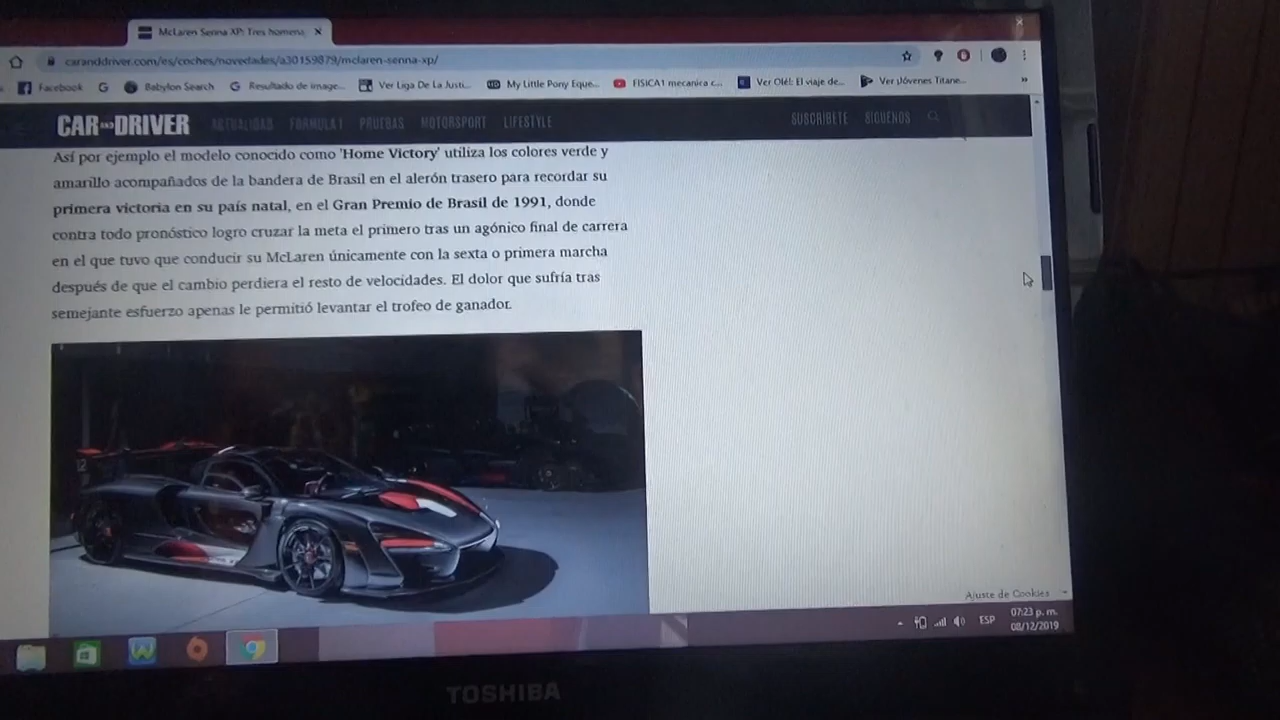 McLaren Senna XP: Tres homena
caranddriver.com/es/coches/novedades/a30159879/mclaren-senna-xp/
Facebook
Babylon Search
Resultado de image...
Ver Liga De La Justi...
My Little Pony Eque...
FISICA1 mecanica c...
Ver Olé!: El viaje de...
Ver ¡Jóvenes Titane...
CAR AND DRIVER
ACTUALIDAD
FORMULA 1
PRUEBAS
MOTORSPORT
LIFESTYLE
SUSCRÍBETE
SÍGUENOS
Así por ejemplo el modelo conocido como 'Home Victory' utiliza los colores verde y
amarillo acompañados de la bandera de Brasil en el alerón trasero para recordar su
primera victoria en su país natal, en el Gran Premio de Brasil de 1991, donde
contra todo pronóstico logro cruzar la meta el primero tras un agónico final de carrera
en el que tuvo que conducir su McLaren únicamente con la sexta o primera marcha
después de que el cambio perdiera el resto de velocidades. El dolor que sufría tras
semejante esfuerzo apenas le permitió levantar el trofeo de ganador.
Ajuste de Cookies
ESP
07:23 p. m.
08/12/2019
TOSHIBA